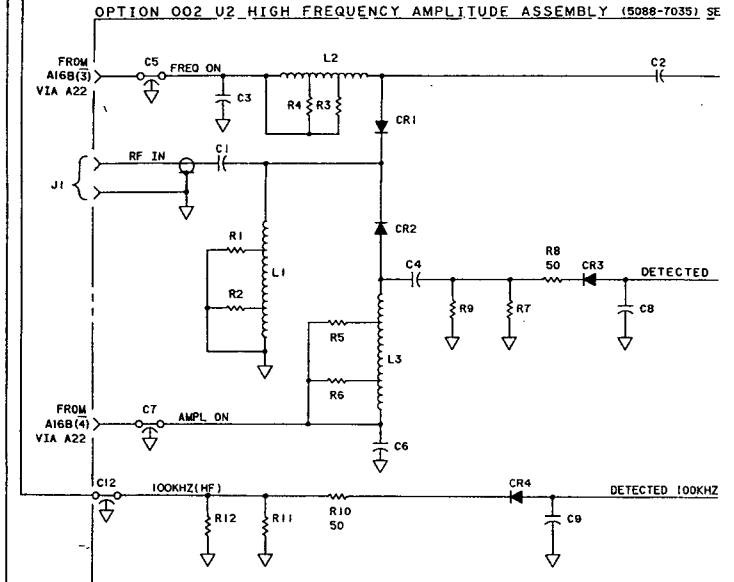 OPTION 002 U2 HIGH FREQUENCY AMPLITUDE ASSEMBLY (5088-7035) SE
L2
C2
FROM
A16B(3)
VIA A22
C5
FREQ ON
C3
R4
R3
CR1
RF IN
C1
J1
R1
CR2
L1
C4
R8
50
CR3
DETECTED
R2
R9
R7
C8
R5
L3
R6
FROM
A16B(4)
VIA A22
C7
AMPL ON
C6
C12
100KHZ(HF)
CR4
DETECTED 100KHZ
R12
R11
R10
50
C9